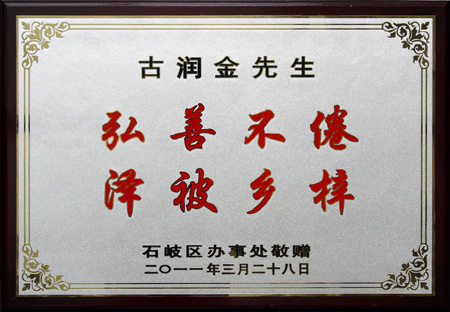 古润金先生
弘善不倦
泽被乡梓
石岐区办事处敬赠
二〇一一年三月二十八日